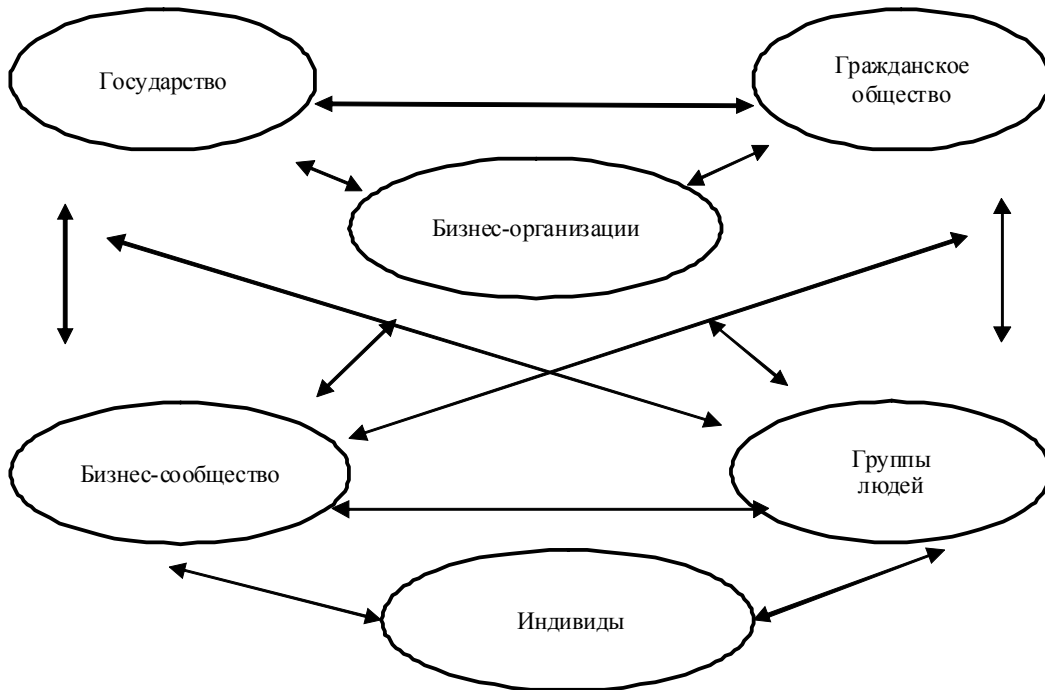 Государство
Гражданское
общество
Бизнес-организации
Бизнес-сообщество
Группы
людей
Индивиды